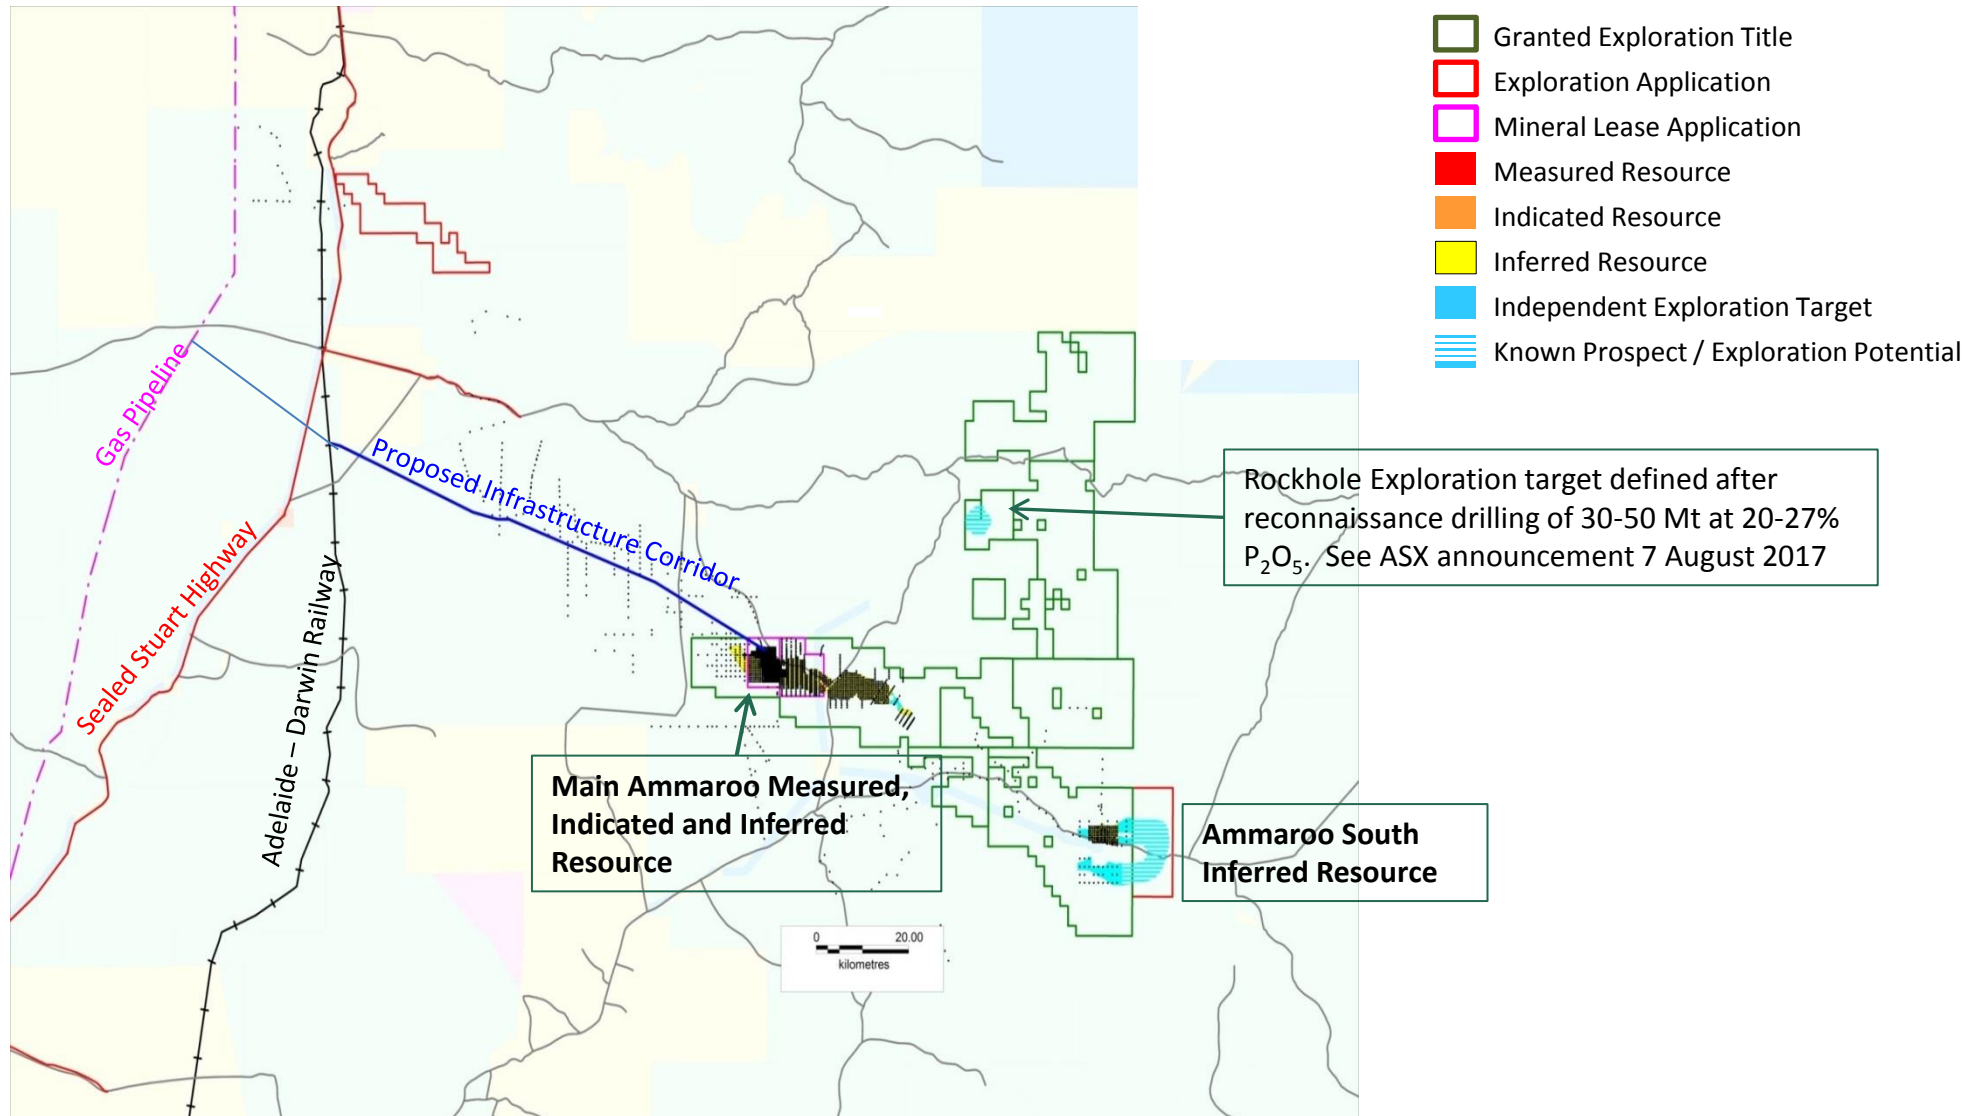 Granted Exploration Title
Exploration Application
Mineral Lease Application
Measured Resource
Indicated Resource
Inferred Resource
Independent Exploration Target
Known Prospect / Exploration Potential
Gas Pipeline
Proposed Infrastructure Corridor
Rockhole Exploration target defined after
reconnaissance drilling of 30-50 Mt at 20-27%
P₂O₅.  See ASX announcement 7 August 2017
Sealed Stuart Highway
Adelaide – Darwin Railway
Main Ammaroo Measured,
Indicated and Inferred
Resource
Ammaroo South
Inferred Resource
0 20.00
kilometres